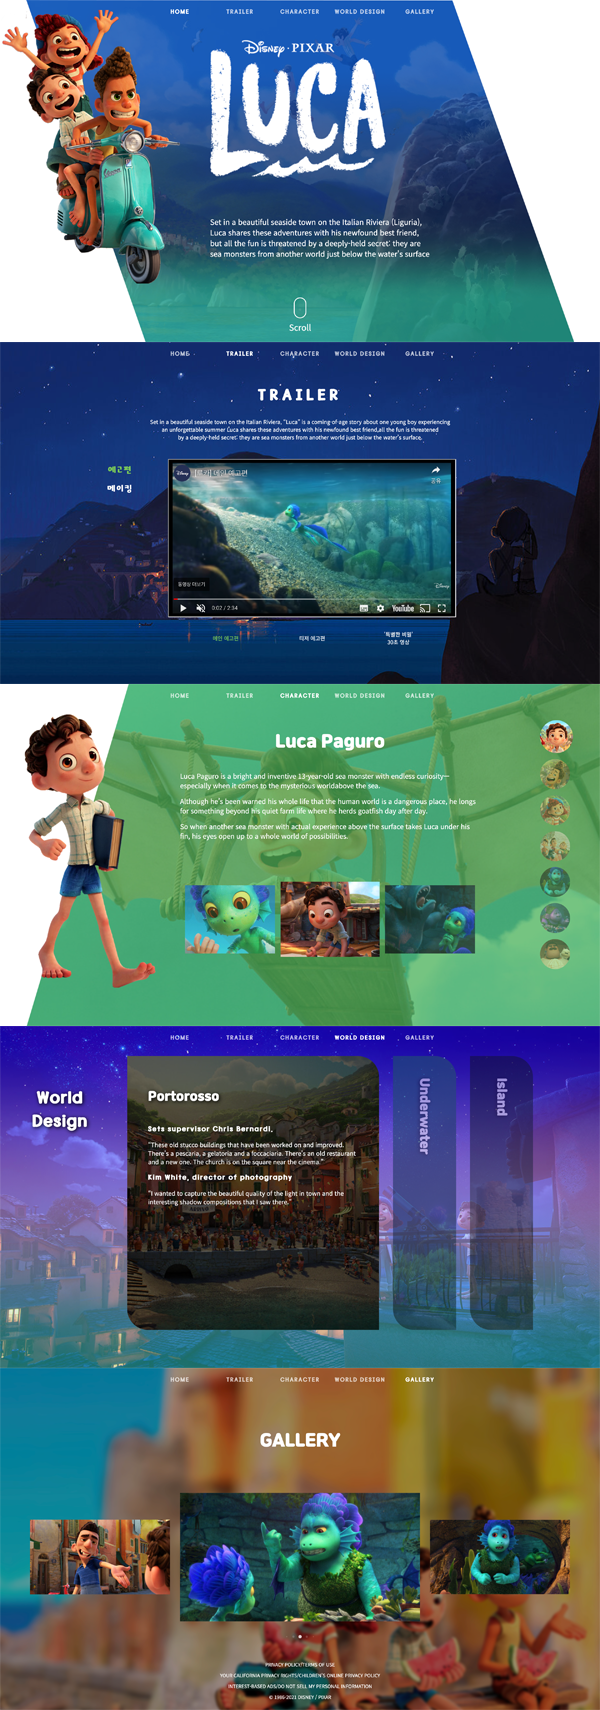 HOME TRAILER CHARACTER WORLD DESIGN GALLERY
Disney · PIXAR
LUCA
Set in a beautiful seaside town on the Italian Riviera (Liguria),
Luca shares these adventures with his newfound best friend,
but all the fun is threatened by a deeply-held secret: they are
sea monsters from another world just below the water's surface
Scroll
HOME TRAILER CHARACTER WORLD DESIGN GALLERY
TRAILER
Set in a beautiful seaside town on the Italian Riviera, "Luca" is a coming-of-age story about one young boy experiencing
an unforgettable summer Luca shares these adventures with his newfound best friend,all the fun is threatened
by a deeply-held secret: they are sea monsters from another world just below the water's surface.
예고편
메이킹
Disney
[루카] 메인 예고편
공유
동영상 더보기
Disney
0:02 / 2:34
YouTube
메인 예고편
티저 예고편
'특별한 비밀'
30초 영상
HOME TRAILER CHARACTER WORLD DESIGN GALLERY
Luca Paguro
Luca Paguro is a bright and inventive 13-year-old sea monster with endless curiosity—
especially when it comes to the mysterious worldabove the sea.
Although he's been warned his whole life that the human world is a dangerous place, he longs
for something beyond his quiet farm life where he herds goatfish day after day.
So when another sea monster with actual experience above the surface takes Luca under his
fin, his eyes open up to a whole world of possibilities.
HOME TRAILER CHARACTER WORLD DESIGN GALLERY
World
Design
Portorosso
Sets supervisor Chris Bernardi,
"These old stucco buildings that have been worked on and improved.
There's a pescaria, a gelatoria and a foccaciaria. There's an old restaurant
and a new one. The church is on the square near the cinema."
Kim White, director of photography
"I wanted to capture the beautiful quality of the light in town and the
interesting shadow compositions that I saw there."
Underwater
Island
HOME TRAILER CHARACTER WORLD DESIGN GALLERY
GALLERY
PRIVACY POLICY/TERMS OF USE
YOUR CALIFORNIA PRIVACY RIGHTS/CHILDREN'S ONLINE PRIVACY POLICY
INTEREST-BASED ADS/DO NOT SELL MY PERSONAL INFORMATION
© 1986-2021 DISNEY / PIXAR